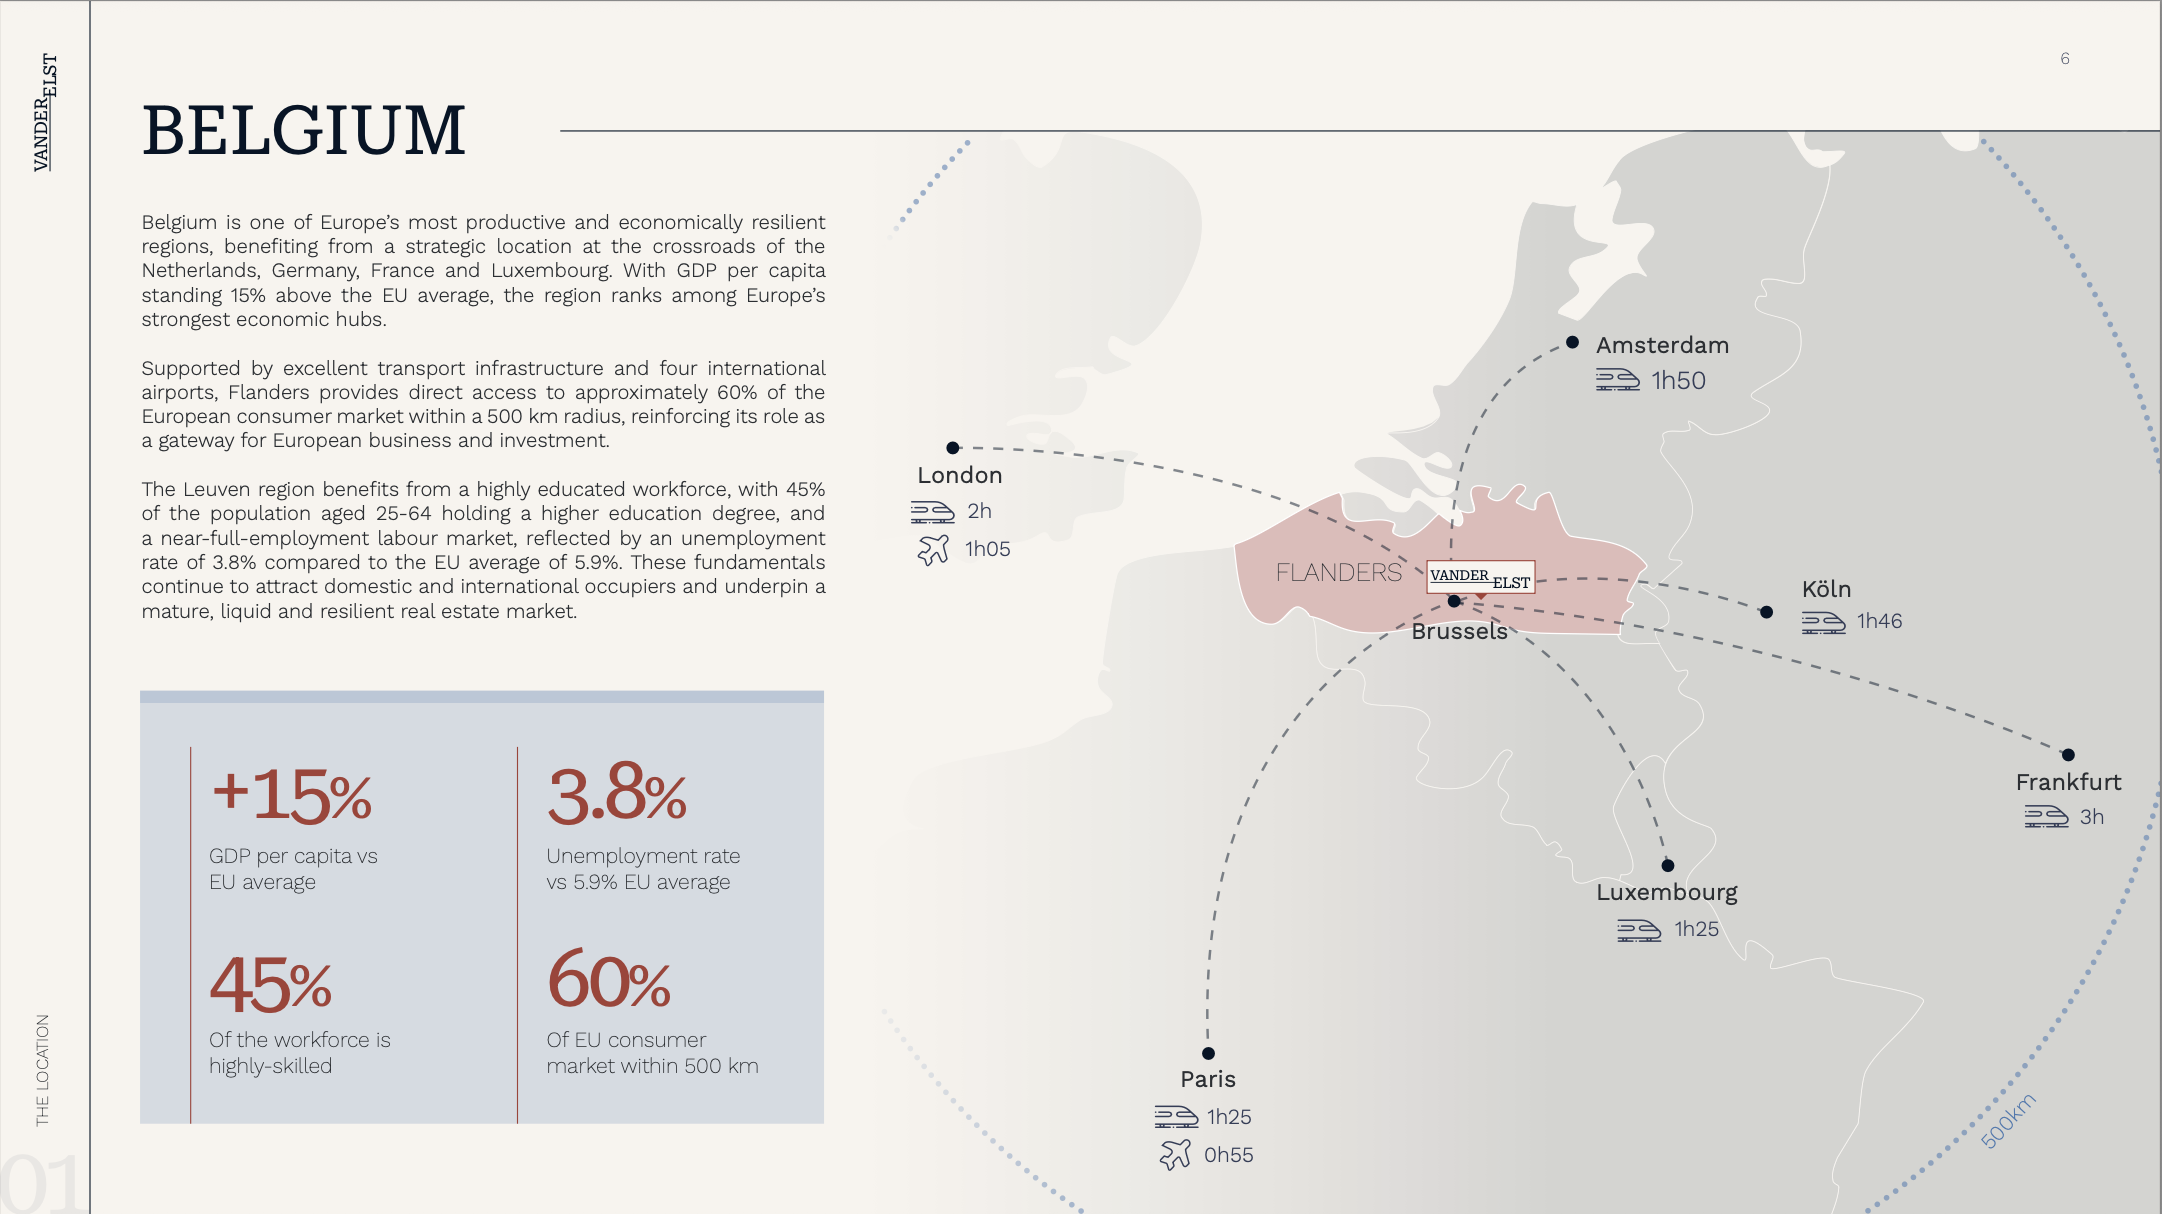 VANDER ELST
6
BELGIUM
Belgium is one of Europe’s most productive and economically resilient
regions, benefiting from a strategic location at the crossroads of the
Netherlands, Germany, France and Luxembourg. With GDP per capita
standing 15% above the EU average, the region ranks among Europe’s
strongest economic hubs.
Supported by excellent transport infrastructure and four international
airports, Flanders provides direct access to approximately 60% of the
European consumer market within a 500 km radius, reinforcing its role as
a gateway for European business and investment.
The Leuven region benefits from a highly educated workforce, with 45%
of the population aged 25-64 holding a higher education degree, and
a near-full-employment labour market, reflected by an unemployment
rate of 3.8% compared to the EU average of 5.9%. These fundamentals
continue to attract domestic and international occupiers and underpin a
mature, liquid and resilient real estate market.
+15%
GDP per capita vs
EU average
3.8%
Unemployment rate
vs 5.9% EU average
45%
Of the workforce is
highly-skilled
60%
Of EU consumer
market within 500 km
Amsterdam
1h50
London
2h
1h05
FLANDERS
VANDER ELST
Brussels
Köln
1h46
Frankfurt
3h
Luxembourg
1h25
Paris
1h25
0h55
500km
THE LOCATION
01